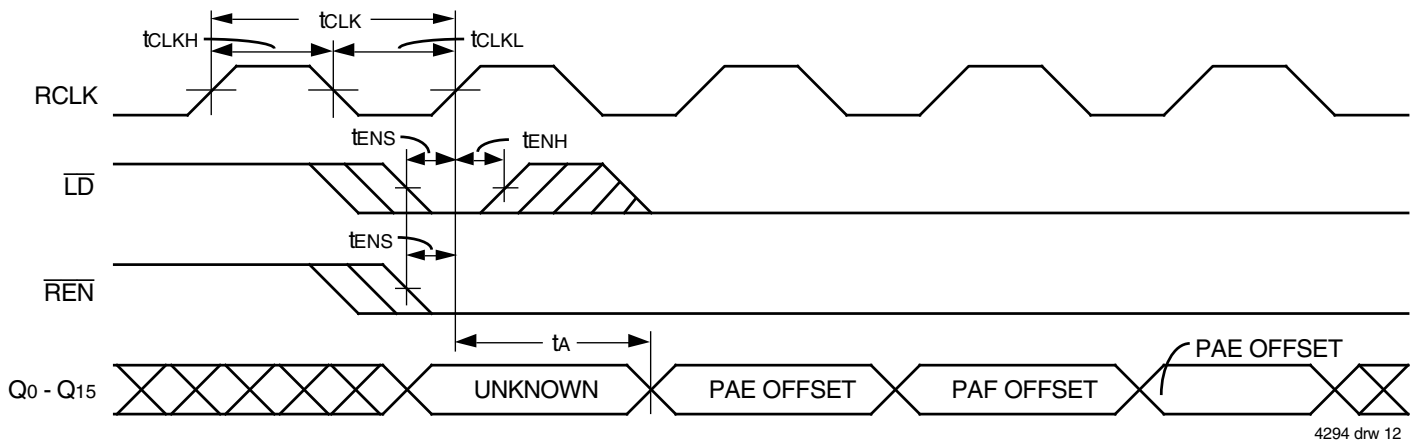 tCLK
tCLKH
tCLKL
RCLK
tENS
tENH
LD
tENS
REN
tA
PAE OFFSET
Q0 - Q15
UNKNOWN
PAE OFFSET
PAF OFFSET
4294 drw 12